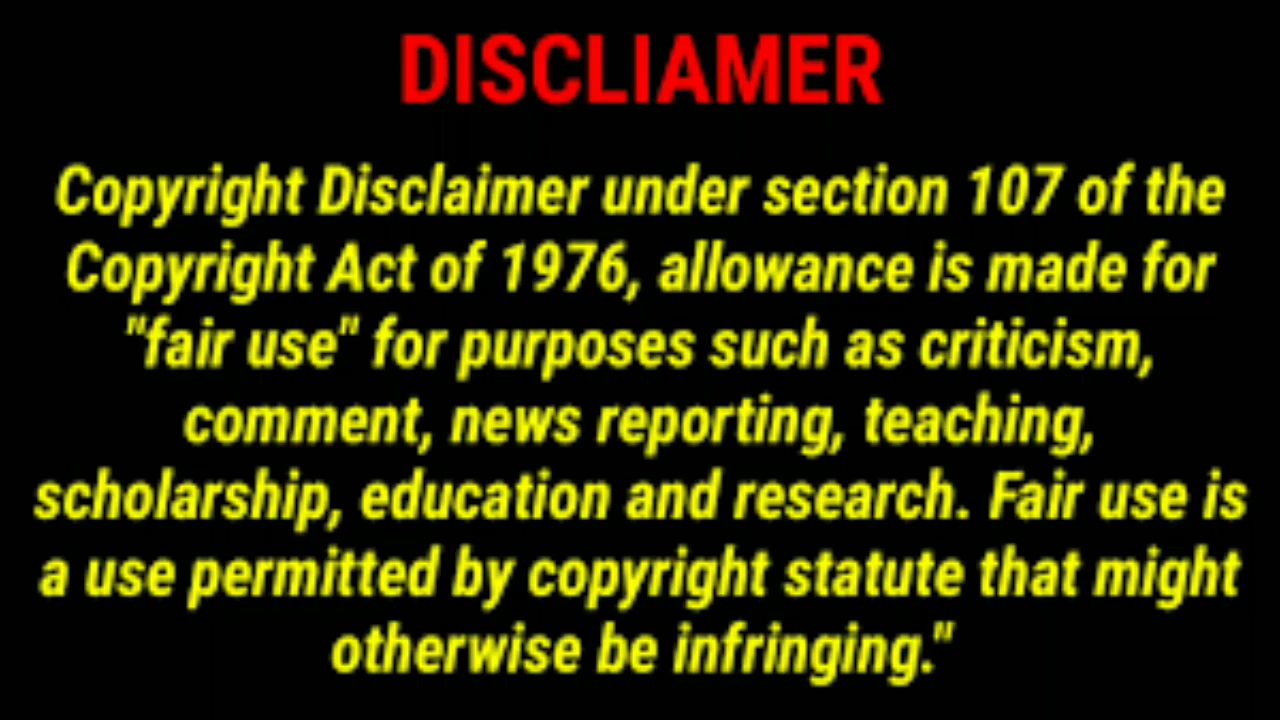 DISCLIAMER
Copyright Disclaimer under section 107 of the
Copyright Act of 1976, allowance is made for
"fair use" for purposes such as criticism,
comment, news reporting, teaching,
scholarship, education and research. Fair use is
a use permitted by copyright statute that might
otherwise be infringing."